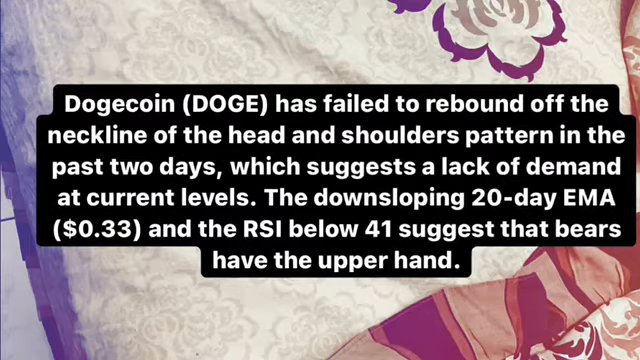 Dogecoin (DOGE) has failed to rebound off the
neckline of the head and shoulders pattern in the
past two days, which suggests a lack of demand
at current levels. The downsloping 20-day EMA
($0.33) and the RSI below 41 suggest that bears
have the upper hand.